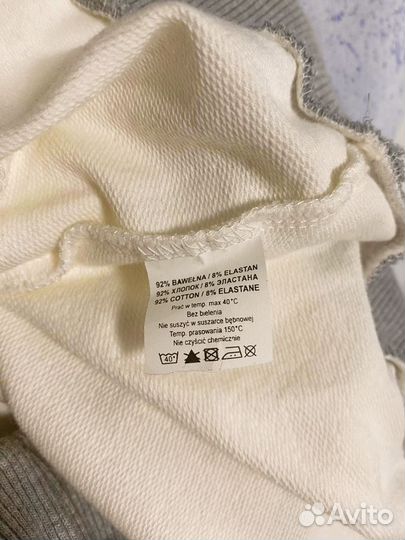 92% BAWEŁNA / 8% ELASTAN
92% ХЛОПОК / 8% ЭЛАСТАНА
92% COTTON / 8% ELASTANE
Prać w temp. max 40°C
Bez bielenia
Nie suszyć w suszarce bębnowej
Temp. prasowania 150°C
Nie czyścić chemicznie
40°
Avito